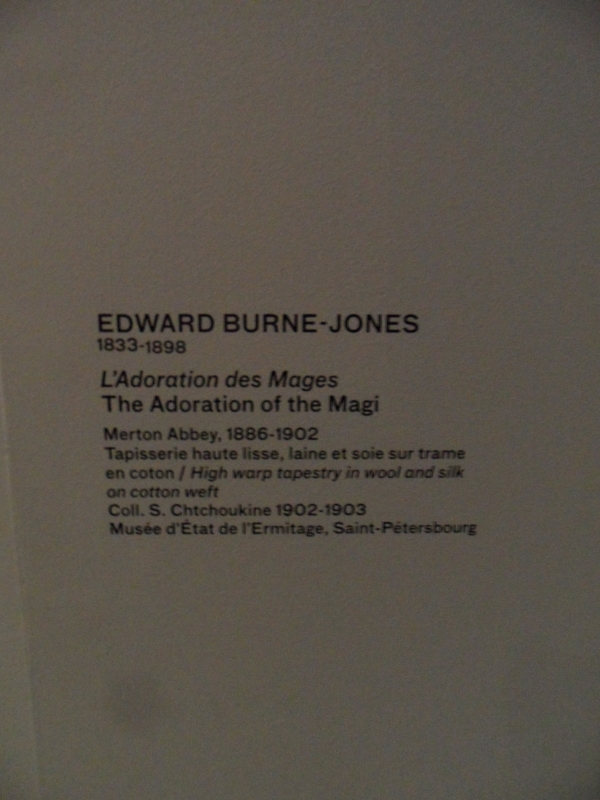 EDWARD BURNE-JONES
1833-1898
L'Adoration des Mages
The Adoration of the Magi
Merton Abbey, 1886-1902
Tapisserie haute lisse, laine et soie sur trame
en coton / High warp tapestry in wool and silk
on cotton weft
Coll. S. Chtchoukine 1902-1903
Musée d'État de l'Ermitage, Saint-Pétersbourg